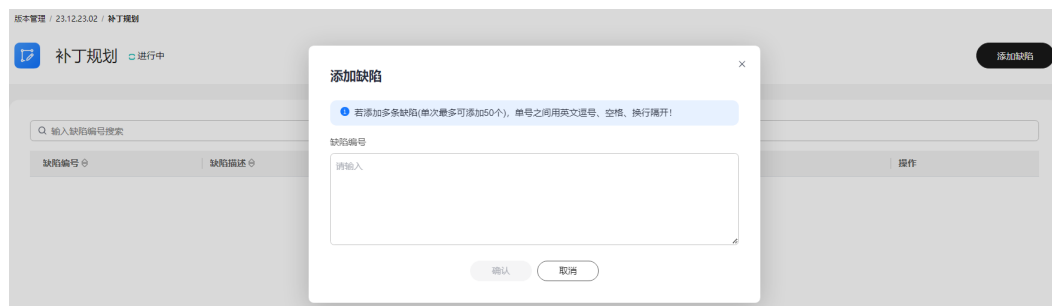 版本管理 / 23.12.23.02 / 补丁规划
补丁规划 进行中
添加缺陷
添加缺陷
若添加多条缺陷(单次最多可添加50个)，单号之间用英文逗号、空格、换行隔开！
输入缺陷编号搜索
缺陷编号
缺陷编号 缺陷描述 操作
请输入
确认 取消